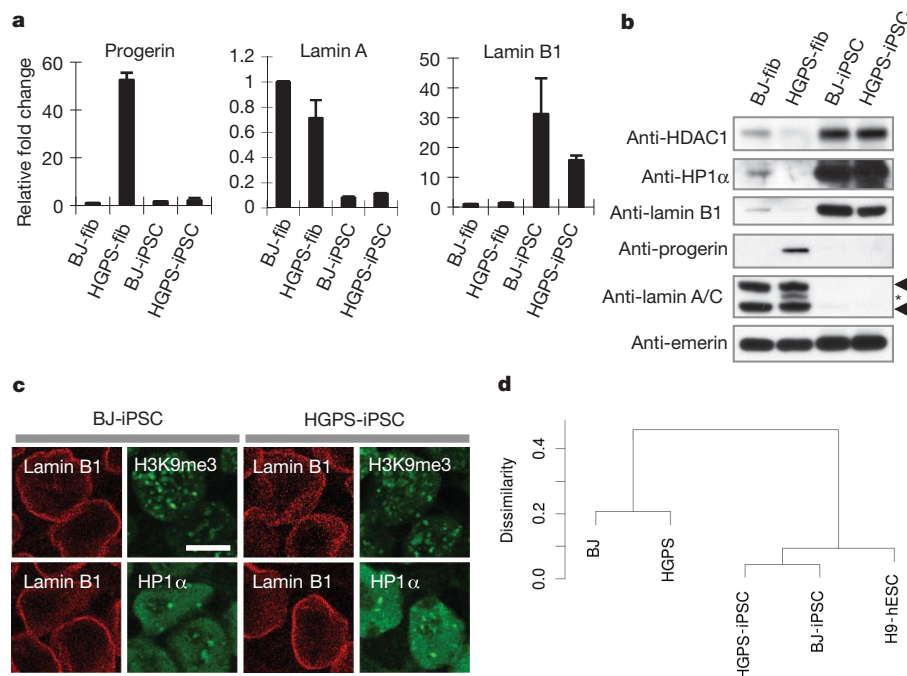 a
Progerin
Lamin A
Lamin B1
Relative fold change
60
40
20
0
1.2
1
0.8
0.6
0.4
0.2
0
50
40
30
20
10
0
BJ-fib
HGPS-fib
BJ-iPSC
HGPS-iPSC
BJ-fib
HGPS-fib
BJ-iPSC
HGPS-iPSC
BJ-fib
HGPS-fib
BJ-iPSC
HGPS-iPSC
b
BJ-fib
HGPS-fib
BJ-iPSC
HGPS-iPSC
Anti-HDAC1
Anti-HP1α
Anti-lamin B1
Anti-progerin
Anti-lamin A/C
*
Anti-emerin
c
BJ-iPSC
HGPS-iPSC
Lamin B1
H3K9me3
Lamin B1
H3K9me3
Lamin B1
HP1α
Lamin B1
HP1α
d
Dissimilarity
0.4
0.2
0.0
BJ
HGPS
HGPS-iPSC
BJ-iPSC
H9-hESC